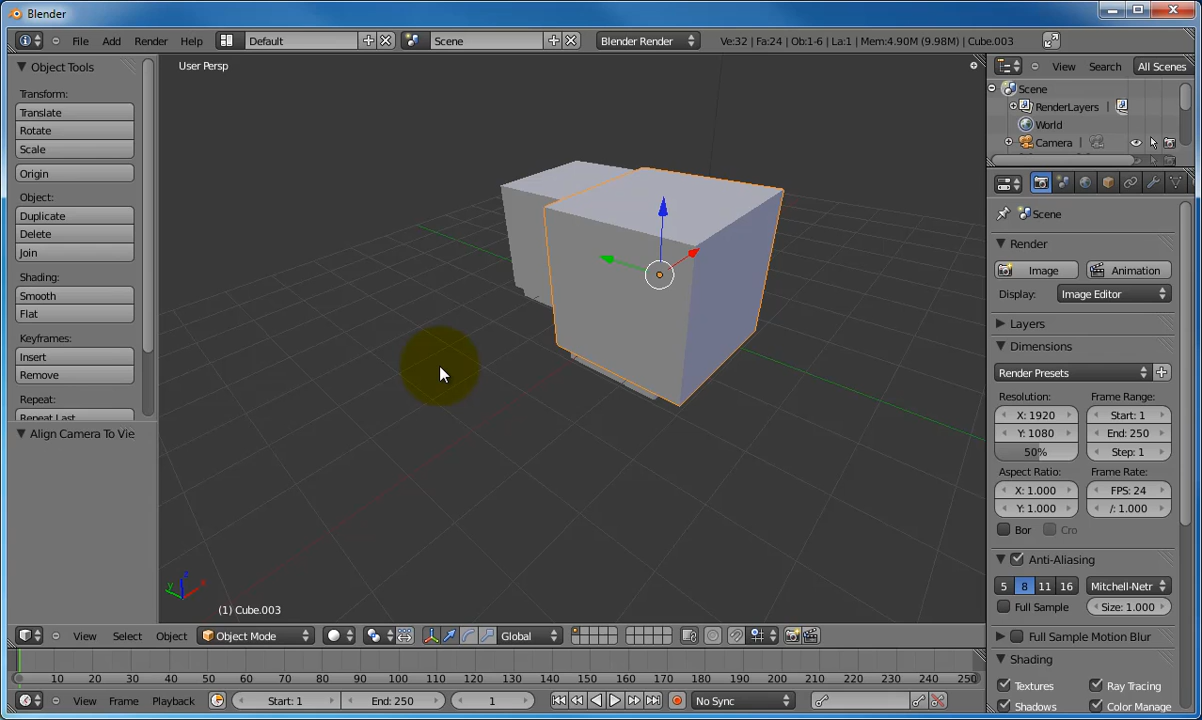 Blender
File Add Render Help Default Scene Blender Render Ve:32 | Fa:24 | Ob:1-6 | La:1 | Mem:4.90M (9.98M) | Cube.003
Object Tools
Transform:
Translate
Rotate
Scale
Origin
Object:
Duplicate
Delete
Join
Shading:
Smooth
Flat
Keyframes:
Insert
Remove
Repeat:
Repeat Last
Align Camera To Vie
User Persp
(1) Cube.003
View Select Object Object Mode Global
View Search All Scenes
Scene
RenderLayers
World
Camera
Scene
Render
Image Animation
Display: Image Editor
Layers
Dimensions
Render Presets
Resolution: Frame Range:
X: 1920 Start: 1
Y: 1080 End: 250
50% Step: 1
Aspect Ratio: Frame Rate:
X: 1.000 FPS: 24
Y: 1.000 /: 1.000
Bor Cro
Anti-Aliasing
5 8 11 16 Mitchell-Netr
Full Sample Size: 1.000
Full Sample Motion Blur
Shading
Textures Ray Tracing
Shadows Color Manage
0 10 20 30 40 50 60 70 80 90 100 110 120 130 140 150 160 170 180 190 200 210 220 230 240 250
View Frame Playback Start: 1 End: 250 1 No Sync